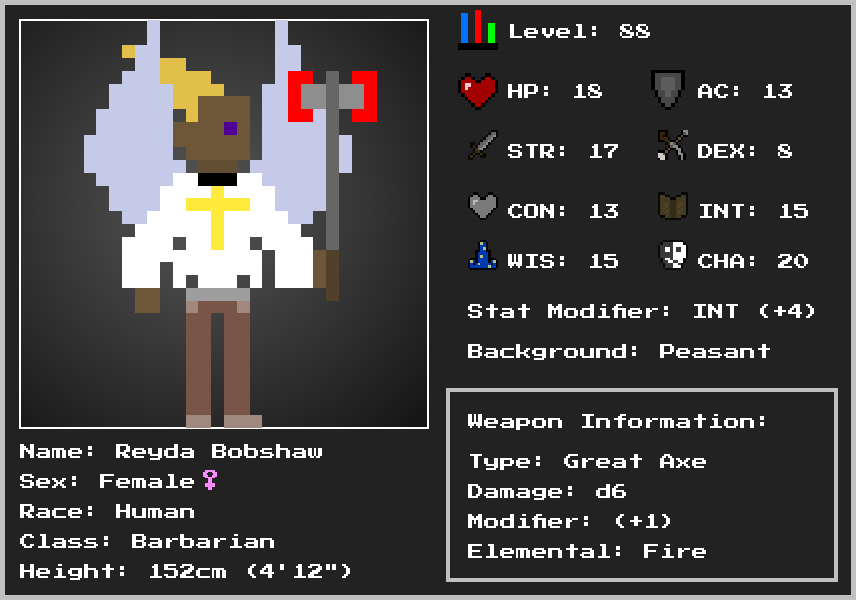 Level: 88
HP: 18
AC: 13
STR: 17
DEX: 8
CON: 13
INT: 15
WIS: 15
CHA: 20
Stat Modifier: INT (+4)
Background: Peasant
Weapon Information:
Type: Great Axe
Damage: d6
Modifier: (+1)
Elemental: Fire
Name: Reyda Bobshaw
Sex: Female♀
Race: Human
Class: Barbarian
Height: 152cm (4'12")